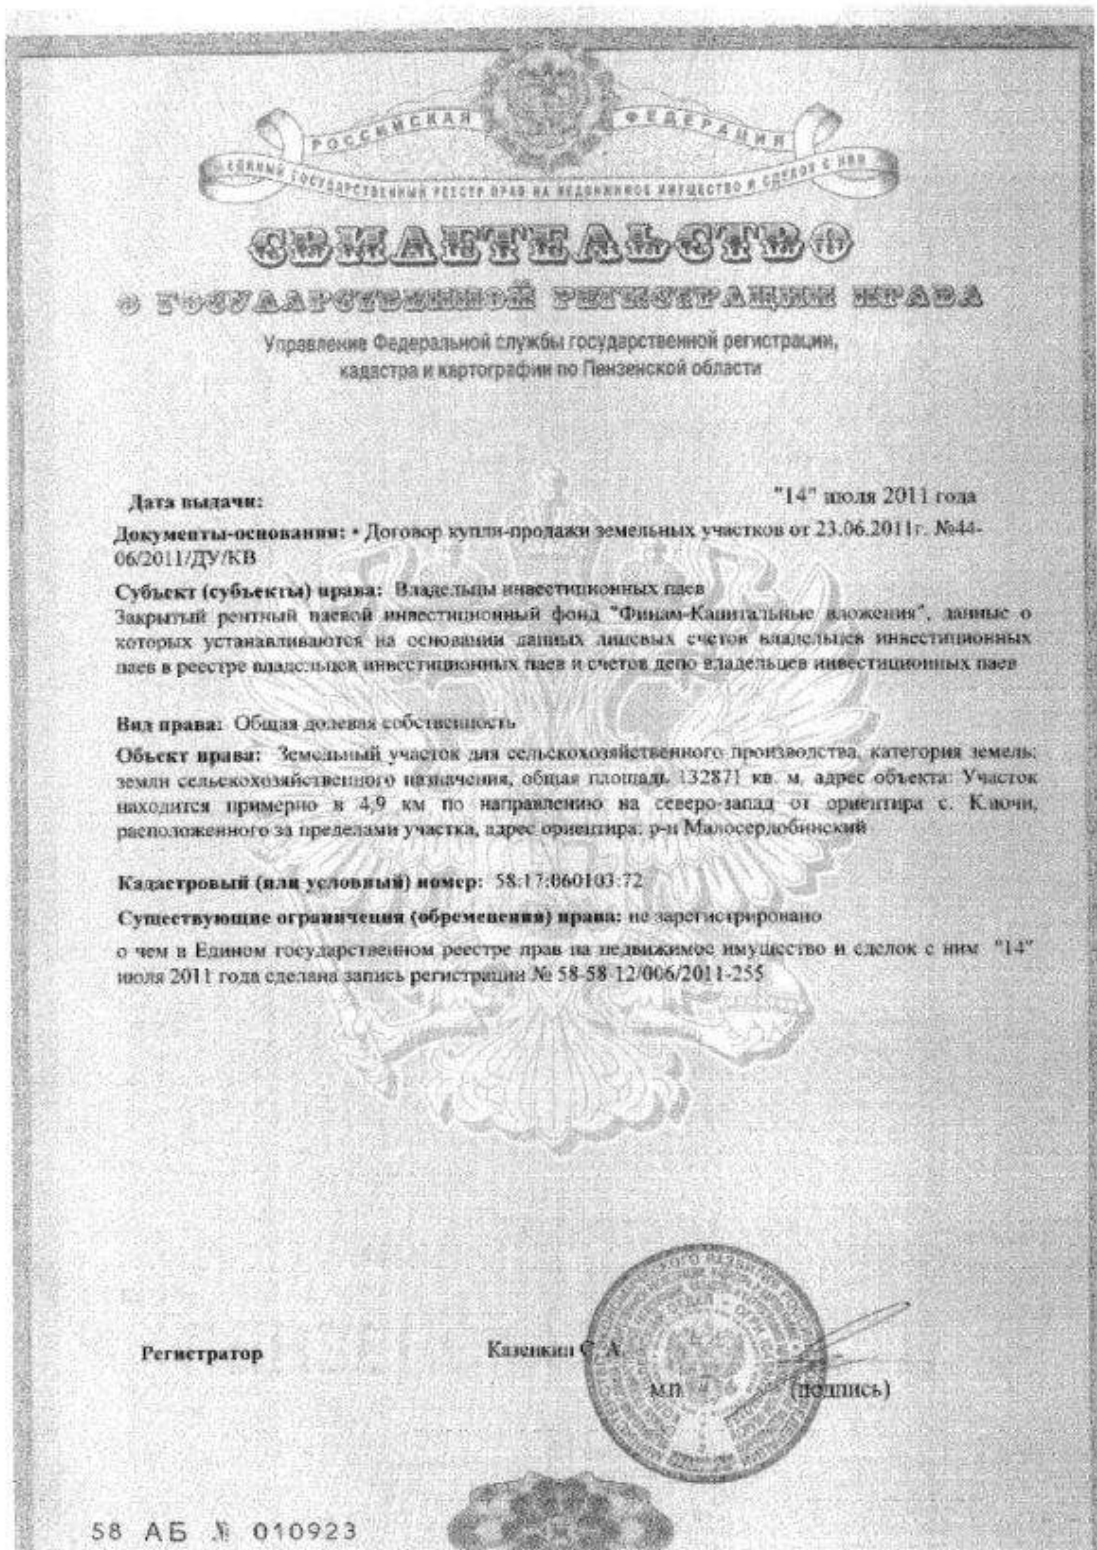 РОССИЙСКАЯ ФЕДЕРАЦИЯ
ЕДИНЫЙ ГОСУДАРСТВЕННЫЙ РЕЕСТР ПРАВ НА НЕДВИЖИМОЕ ИМУЩЕСТВО И СДЕЛОК С НИМ
СВИДЕТЕЛЬСТВО
О ГОСУДАРСТВЕННОЙ РЕГИСТРАЦИИ ПРАВА
Управление Федеральной службы государственной регистрации,
кадастра и картографии по Пензенской области
Дата выдачи: "14" июля 2011 года
Документы-основания: • Договор купли-продажи земельных участков от 23.06.2011г. №44-
06/2011/ДУ/КВ
Субъект (субъекты) права: Владельцы инвестиционных паев
Закрытый рентный паевой инвестиционный фонд "Финам-Капитальные вложения", данные о
которых устанавливаются на основании данных лицевых счетов владельцев инвестиционных
паев в реестре владельцев инвестиционных паев и счетов депо владельцев инвестиционных паев
Вид права: Общая долевая собственность
Объект права: Земельный участок для сельскохозяйственного производства, категория земель:
земли сельскохозяйственного назначения, общая площадь 132871 кв. м, адрес объекта: Участок
находится примерно в 4,9 км по направлению на северо-запад от ориентира с. Ключи,
расположенного за пределами участка, адрес ориентира: р-н Малосердобинский
Кадастровый (или условный) номер: 58:17:060103:72
Существующие ограничения (обременения) права: не зарегистрировано
о чем в Едином государственном реестре прав на недвижимое имущество и сделок с ним "14"
июля 2011 года сделана запись регистрации № 58-58-12/006/2011-255
Регистратор Казенкин С. А.
М.П. (подпись)
58 АБ № 010923